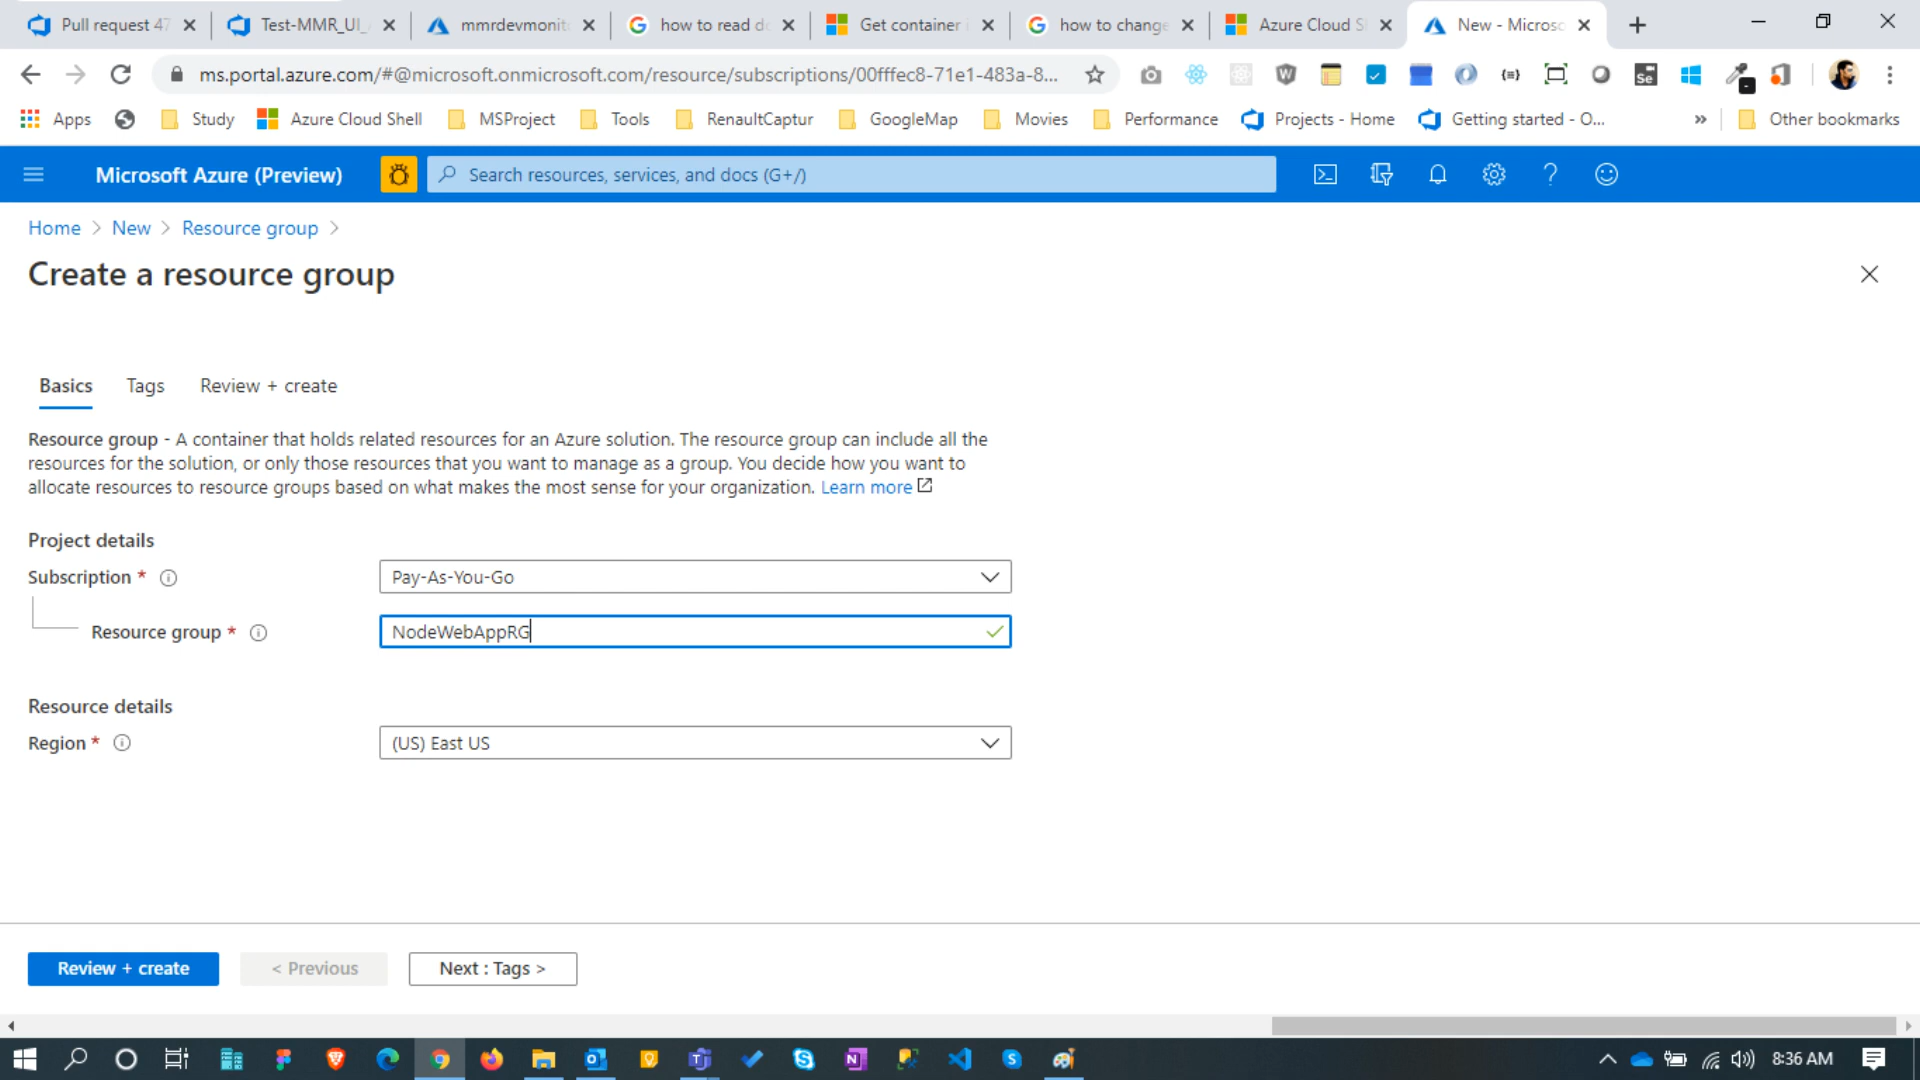 Pull request 47
Test-MMR_UI_
mmrdevmonit
how to read d
Get container
how to change
Azure Cloud S
New - Microso
ms.portal.azure.com/#@microsoft.onmicrosoft.com/resource/subscriptions/00fffec8-71e1-483a-8...
Apps
Study
Azure Cloud Shell
MSProject
Tools
RenaultCaptur
GoogleMap
Movies
Performance
Projects - Home
Getting started - O...
»
Other bookmarks
Microsoft Azure (Preview)
Search resources, services, and docs (G+/)
Home > New > Resource group >
Create a resource group
Basics
Tags
Review + create
Resource group - A container that holds related resources for an Azure solution. The resource group can include all the
resources for the solution, or only those resources that you want to manage as a group. You decide how you want to
allocate resources to resource groups based on what makes the most sense for your organization. Learn more
Project details
Subscription *
Pay-As-You-Go
Resource group *
NodeWebAppRG
Resource details
Region *
(US) East US
Review + create
< Previous
Next : Tags >
8:36 AM